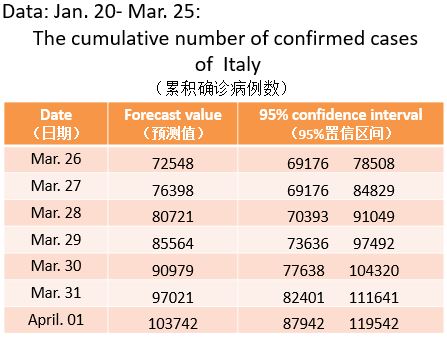 Data: Jan. 20- Mar. 25:
The cumulative number of confirmed cases
of Italy
（累积确诊病例数）
Date Forecast value 95% confidence interval
（日期） （预测值） （95%置信区间）
Mar. 26 72548 69176 78508
Mar. 27 76398 69176 84829
Mar. 28 80721 70393 91049
Mar. 29 85564 73636 97492
Mar. 30 90979 77638 104320
Mar. 31 97021 82401 111641
April. 01 103742 87942 119542